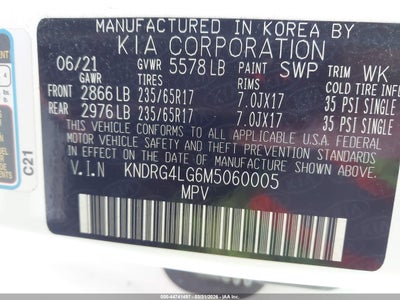 MANUFACTURED IN KOREA BY
KIA CORPORATION
06/21 GVWR 5578LB PAINT SWP TRIM WK
GAWR TIRES RIMS COLD TIRE INFL
FRONT 2866LB 235/65R17 7.0JX17 35 PSI SINGLE
REAR 2976LB 235/65R17 7.0JX17 35 PSI SINGLE
THIS VEHICLE CONFORMS TO ALL APPLICABLE U.S.A. FEDERAL
MOTOR VEHICLE SAFETY, BUMPER, AND THEFT PREVENTION
STANDARDS IN EFFECT ON THE DATE OF MANUFACTURE SHOWN ABOVE.
V.I.N KNDRG4LG6M5060005
MPV
C21